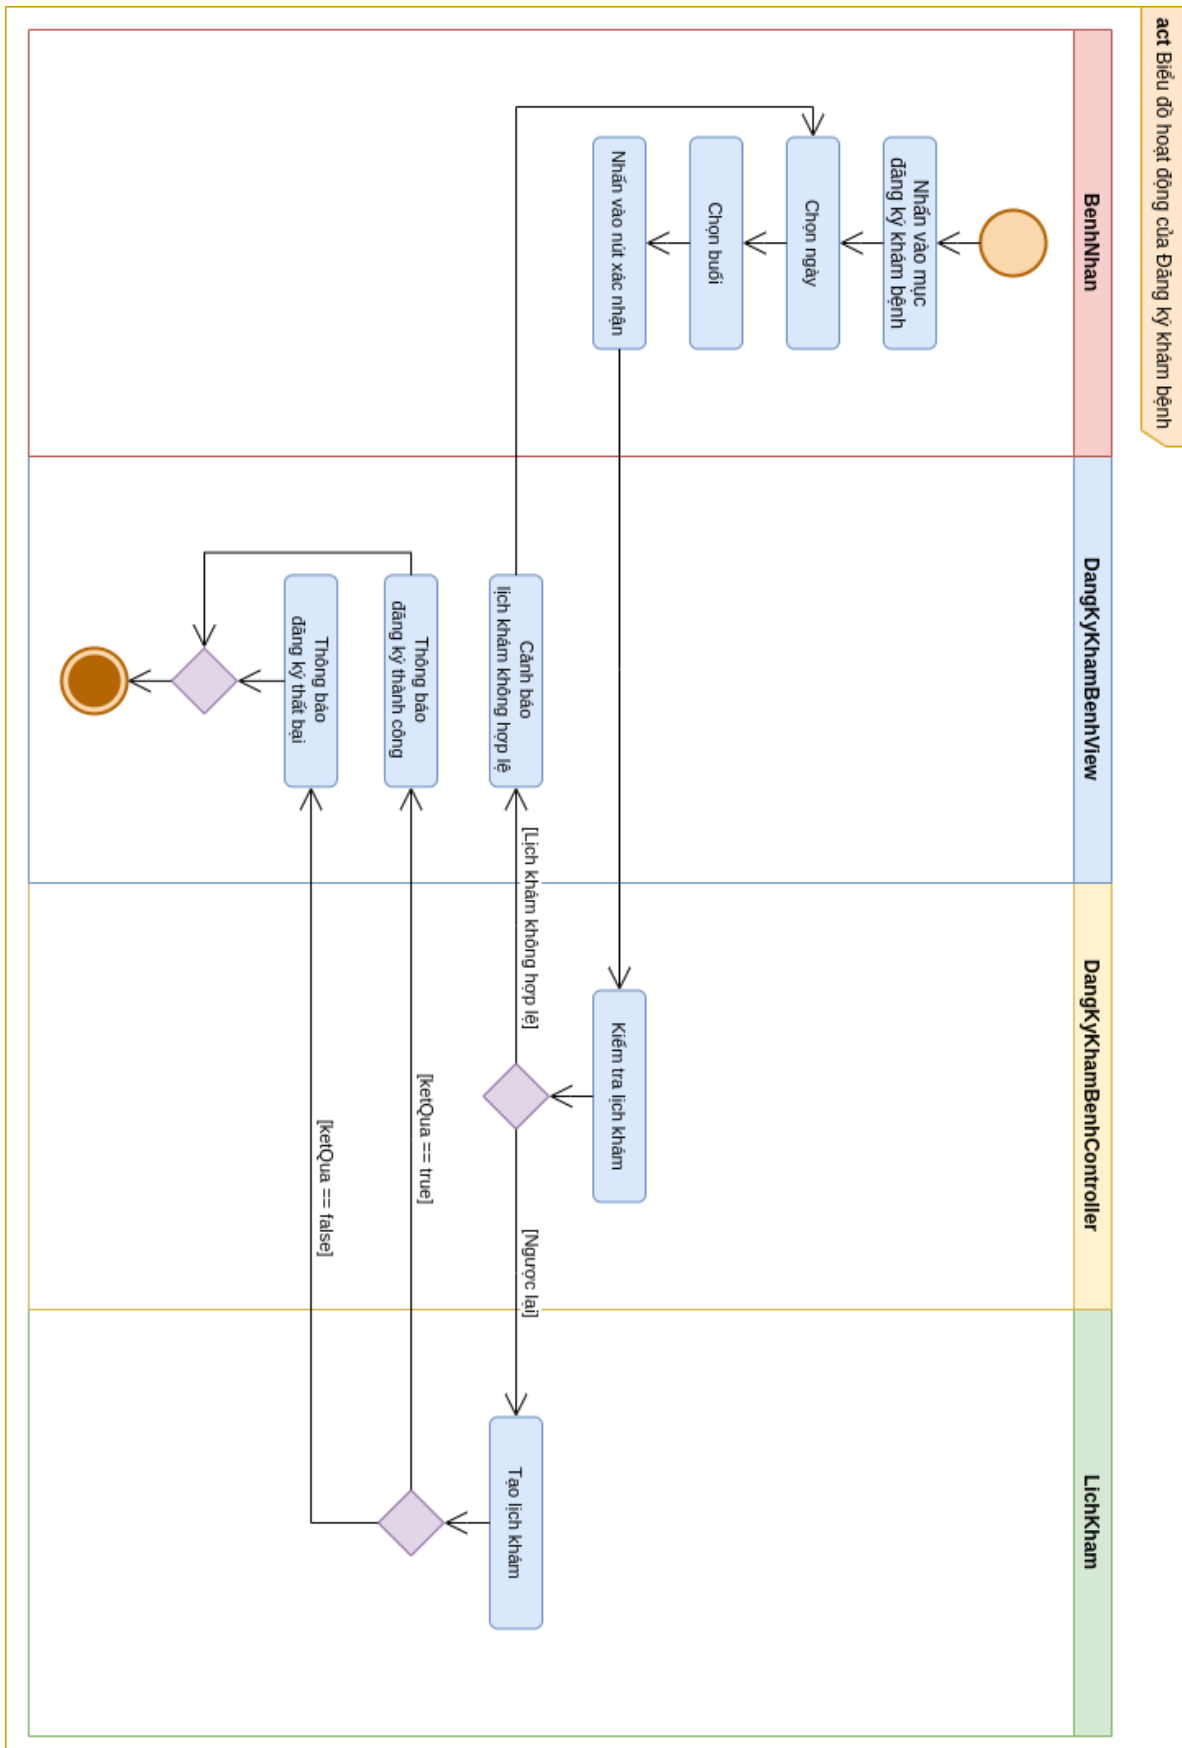 act Biểu đồ hoạt động của Đăng ký khám bệnh
BenhNhan
DangKyKhamBenhView
DangKyKhamBenhController
LichKham
Nhấn vào mục
đăng ký khám bệnh
Chọn ngày
Chọn buổi
Nhấn vào nút xác nhận
Kiểm tra lịch khám
Cảnh báo
lịch khám không hợp lệ
[Lịch khám không hợp lệ]
[Ngược lại]
Tạo lịch khám
Thông báo
đăng ký thành công
[ketQua == true]
Thông báo
đăng ký thất bại
[ketQua == false]